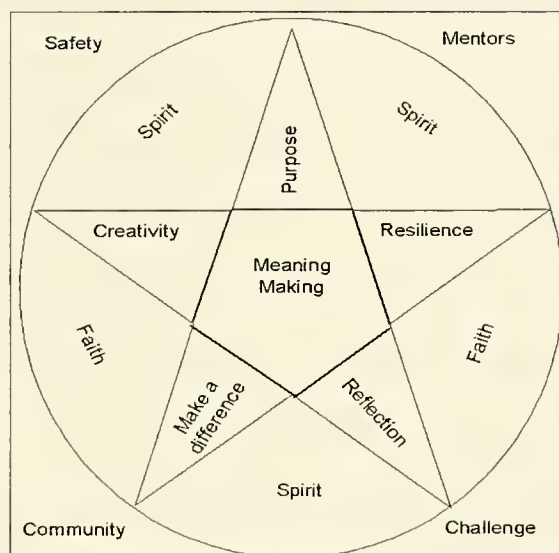 Safety
Mentors
Spirit
Spirit
Purpose
Creativity
Resilience
Meaning
Making
Faith
Faith
Make a
difference
Reflection
Spirit
Community
Challenge